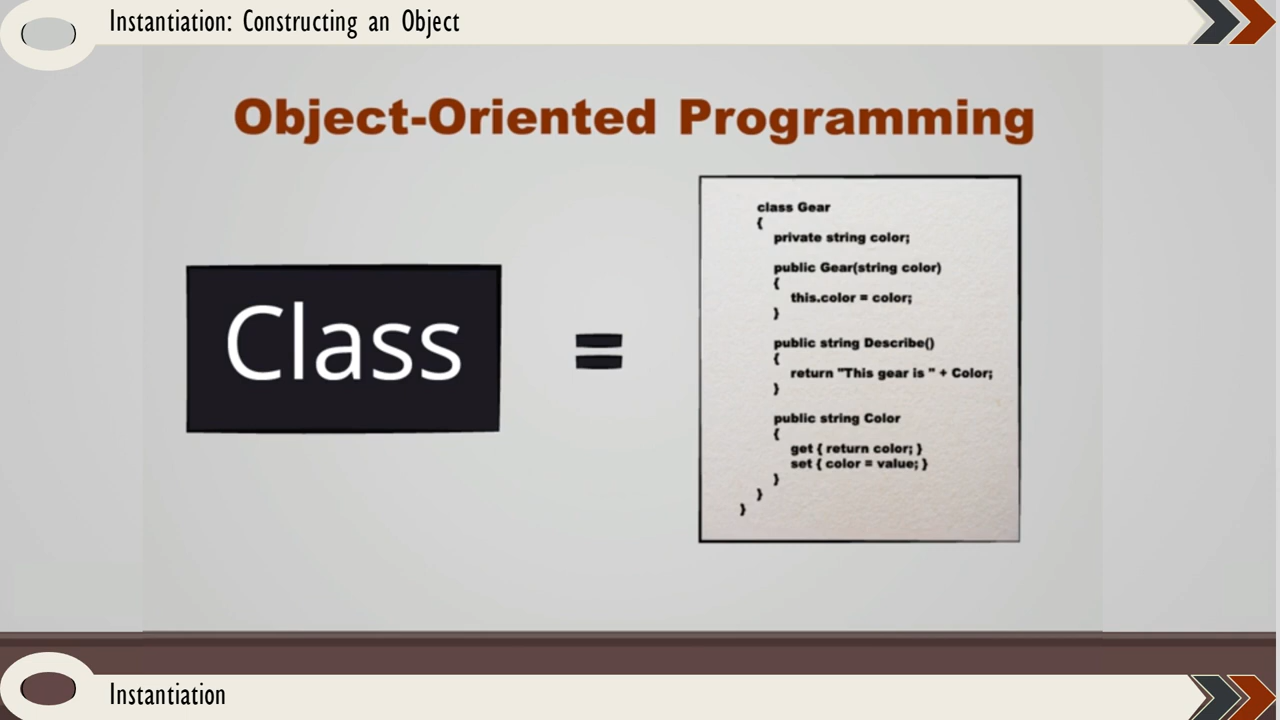 Instantiation: Constructing an Object
Object-Oriented Programming
Class
=
class Gear
{
private string color;
public Gear(string color)
{
this.color = color;
}
public string Describe()
{
return "This gear is " + Color;
}
public string Color
{
get { return color; }
set { color = value; }
}
}
}
Instantiation